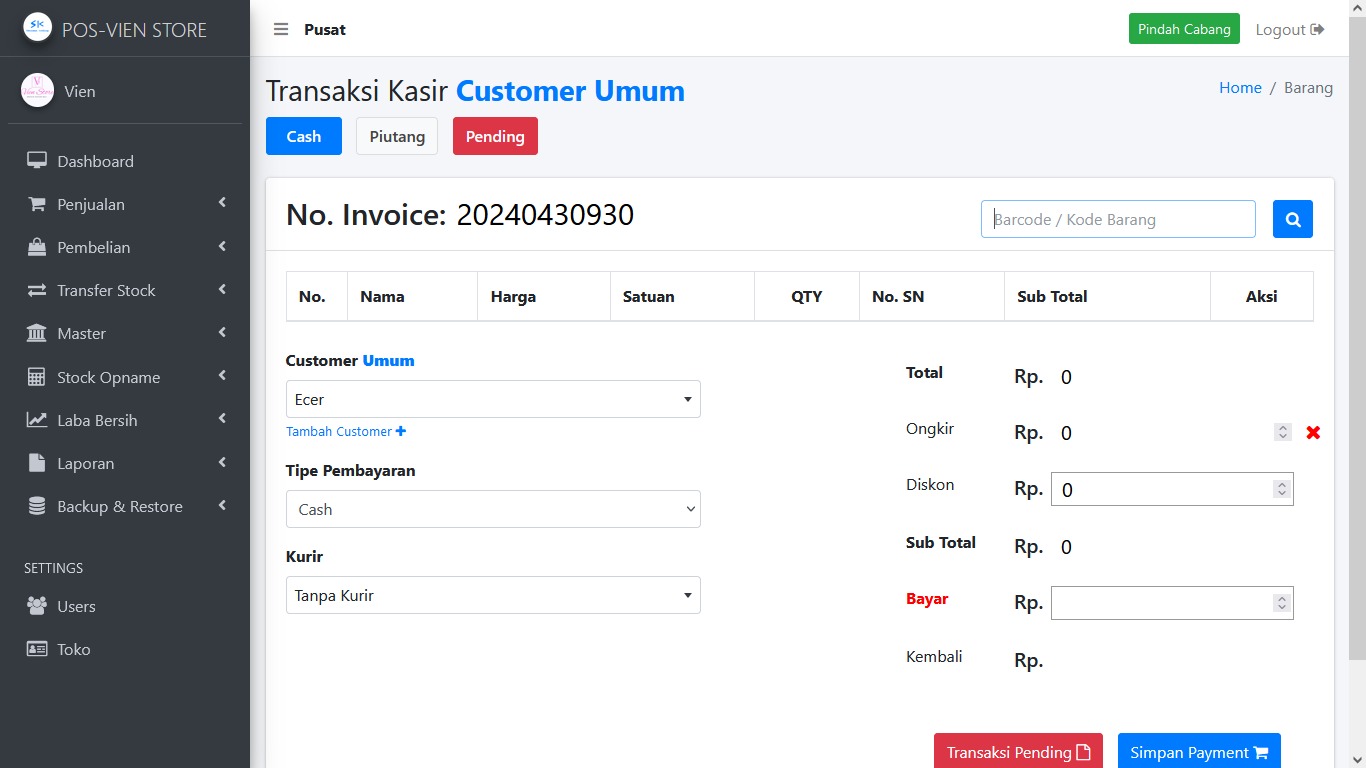 POS-VIEN STORE
Vien
Dashboard
Penjualan
Pembelian
Transfer Stock
Master
Stock Opname
Laba Bersih
Laporan
Backup & Restore
SETTINGS
Users
Toko
Pusat
Pindah Cabang
Logout
Transaksi Kasir Customer Umum
Home / Barang
Cash Piutang Pending
No. Invoice: 20240430930
Barcode / Kode Barang
No. Nama Harga Satuan QTY No. SN Sub Total Aksi
Customer Umum
Ecer
Tambah Customer
Tipe Pembayaran
Cash
Kurir
Tanpa Kurir
Total Rp. 0
Ongkir Rp. 0
Diskon Rp. 0
Sub Total Rp. 0
Bayar Rp.
Kembali Rp.
Transaksi Pending
Simpan Payment